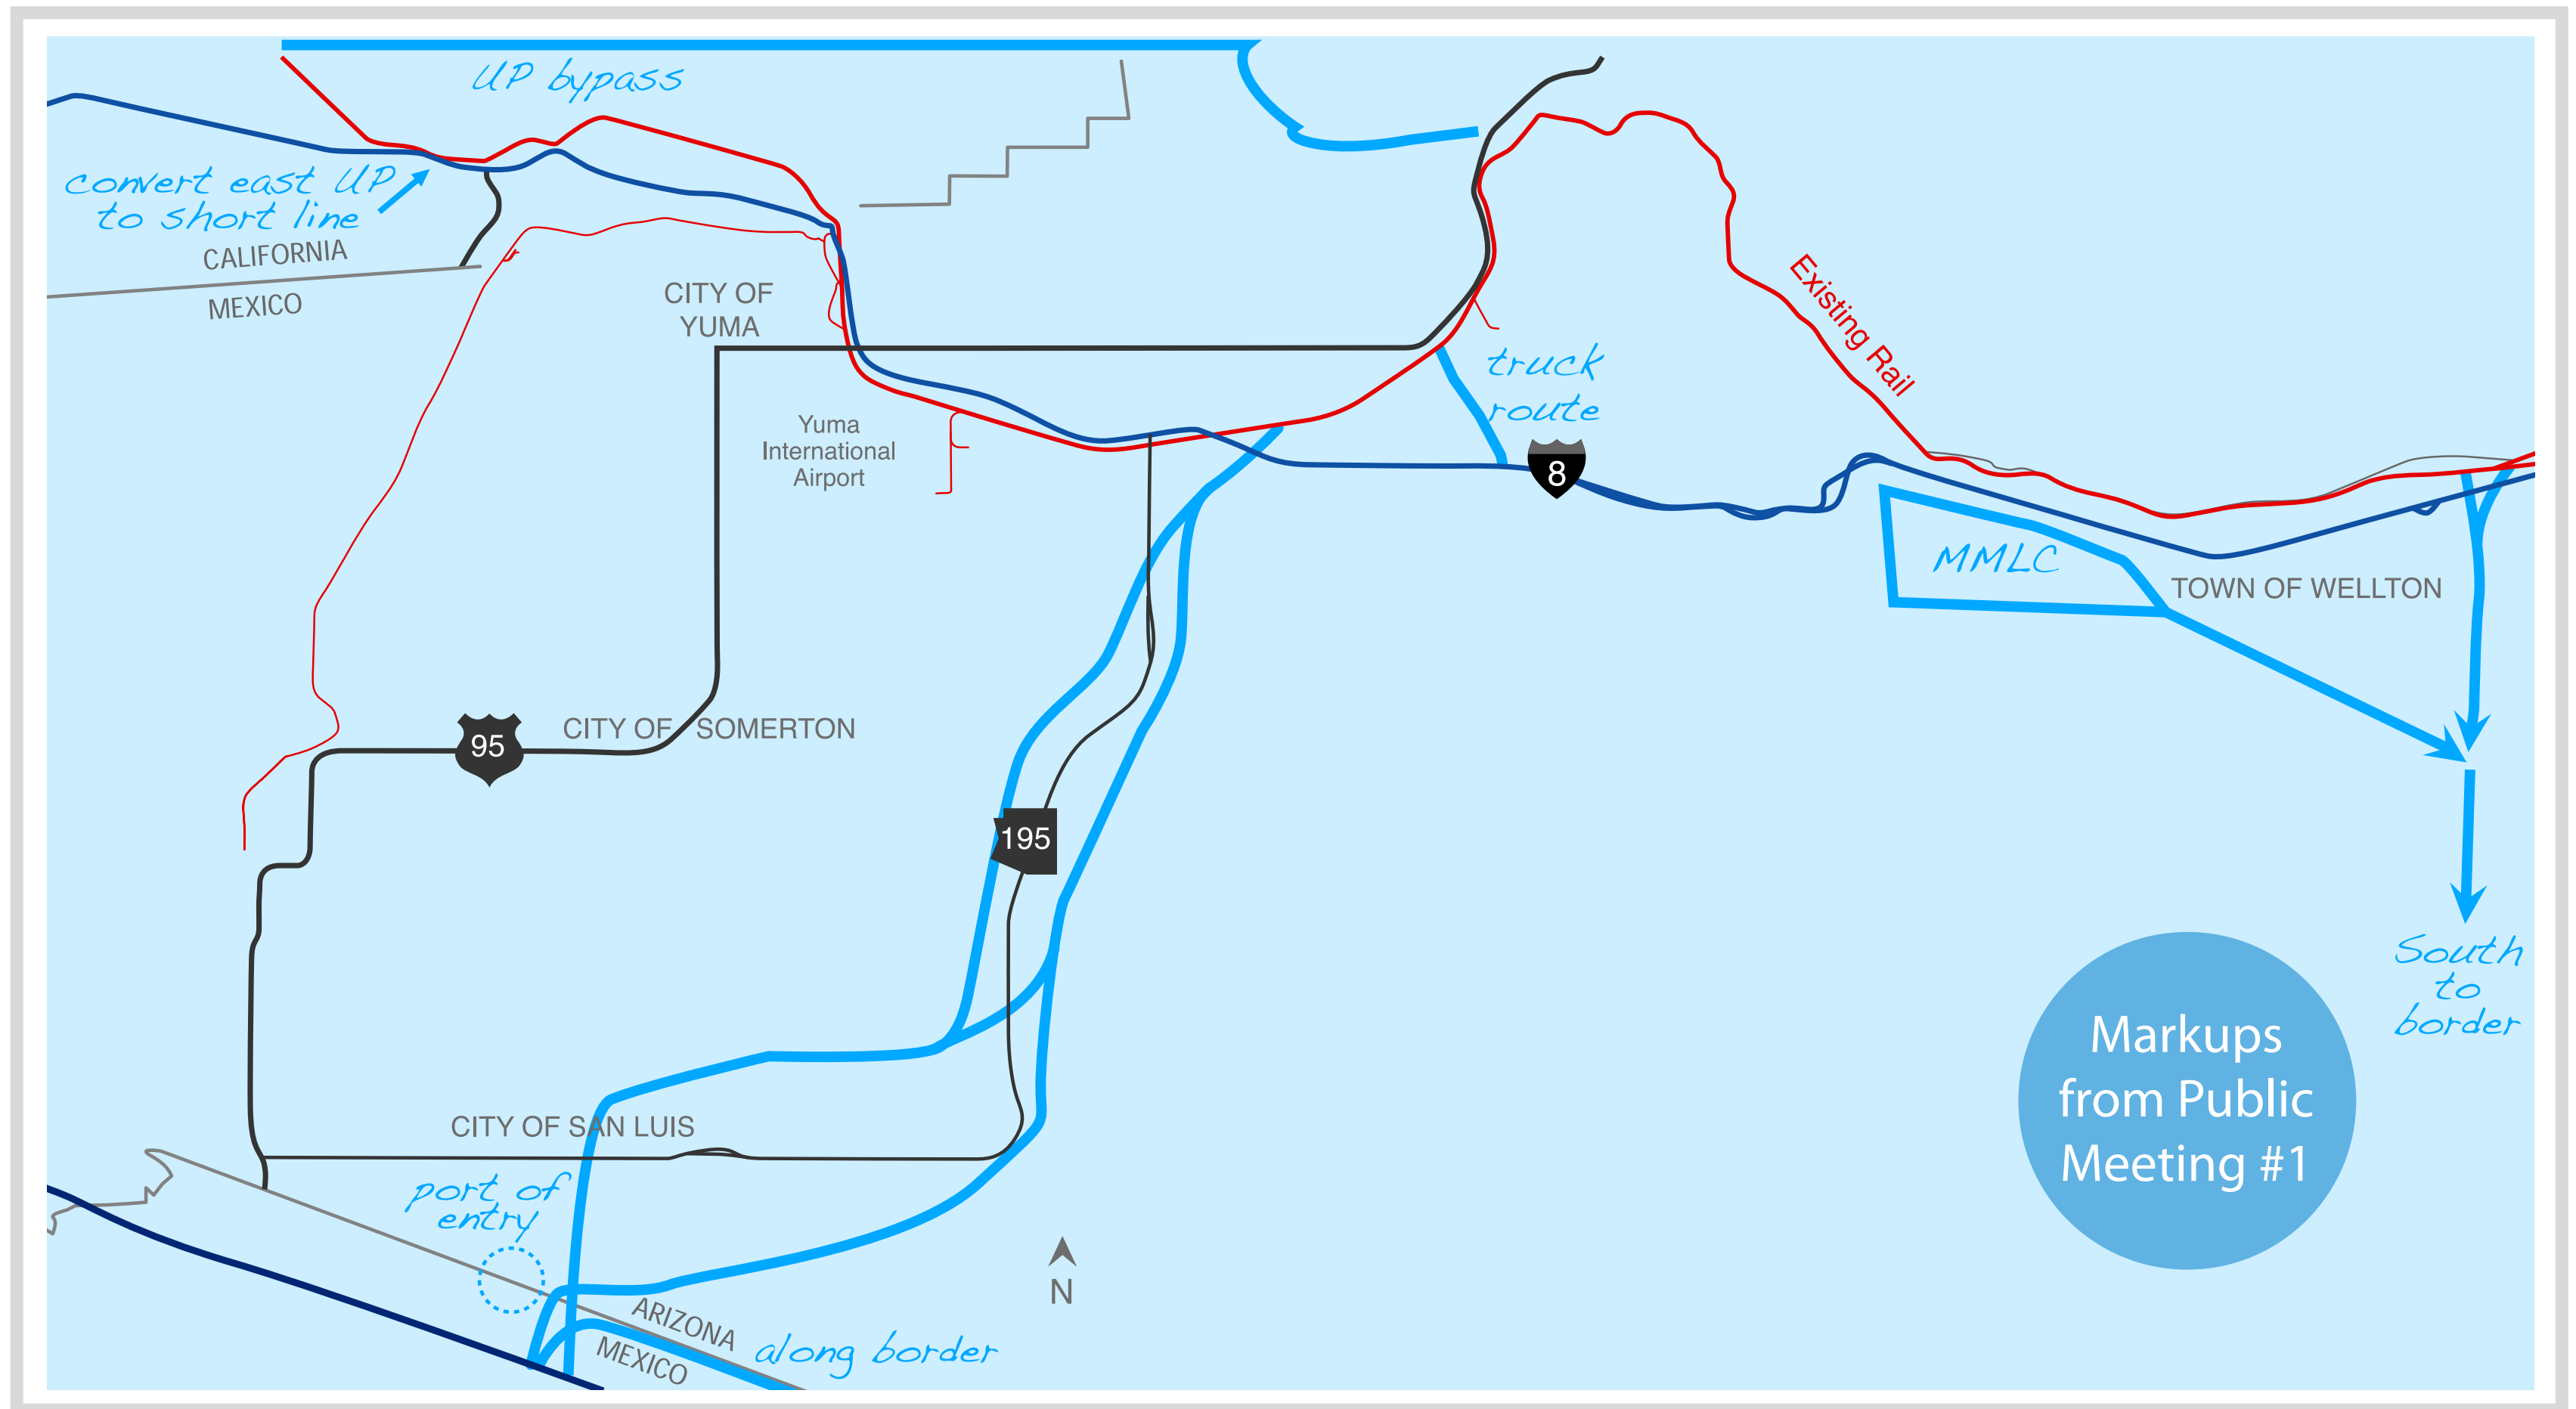 UP bypass
convert east UP
to short line
CALIFORNIA
MEXICO
CITY OF
YUMA
Existing Rail
truck
route
Yuma
International
Airport
8
MMLC
TOWN OF WELLTON
95
CITY OF SOMERTON
195
South
to
border
Markups
from Public
Meeting #1
CITY OF SAN LUIS
port of
entry
N
ARIZONA
MEXICO
along border